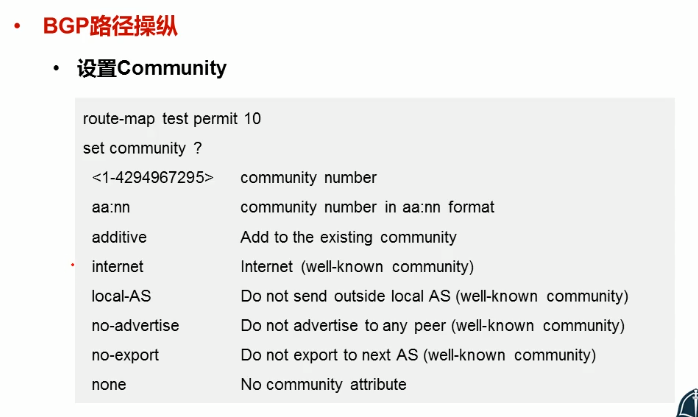 • BGP路径操纵
• 设置Community
route-map test permit 10
set community ?
<1-4294967295> community number
aa:nn community number in aa:nn format
additive Add to the existing community
internet Internet (well-known community)
local-AS Do not send outside local AS (well-known community)
no-advertise Do not advertise to any peer (well-known community)
no-export Do not export to next AS (well-known community)
none No community attribute